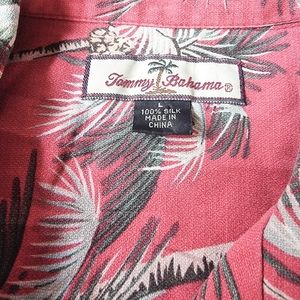 Tommy Bahama®
L
100% SILK
MADE IN
CHINA